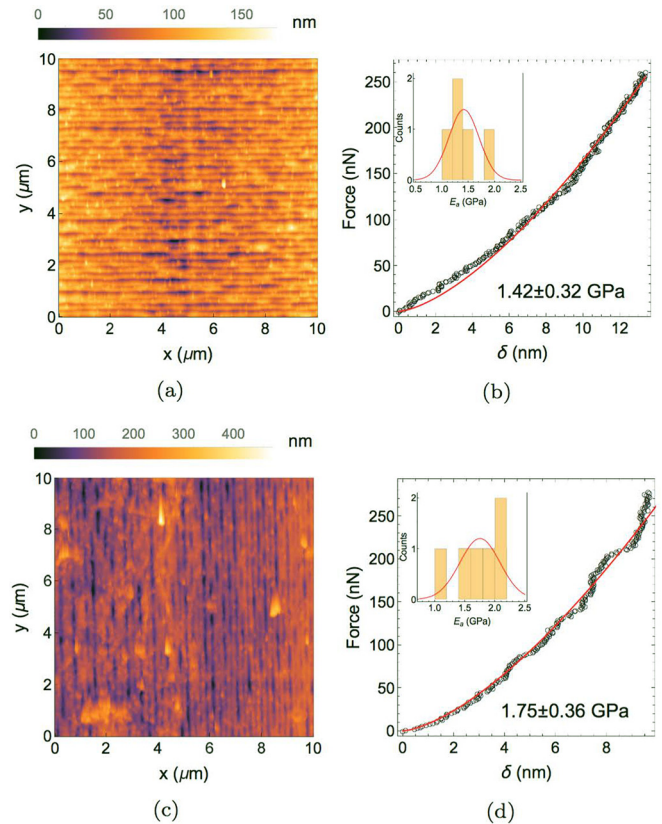 0 50 100 150 nm
10
8
6
4
2
0
y (μm)
0 2 4 6 8 10
x (μm)
(a)
250
200
150
100
50
0
Force (nN)
2
1
0
Counts
0.5 1.0 1.5 2.0 2.5
Ea (GPa)
1.42±0.32 GPa
0 2 4 6 8 10 12
δ (nm)
(b)
0 100 200 300 400 nm
10
8
6
4
2
0
y (μm)
0 2 4 6 8 10
x (μm)
(c)
250
200
150
100
50
0
Force (nN)
2
1
0
Counts
1.0 1.5 2.0 2.5
Ea (GPa)
1.75±0.36 GPa
0 2 4 6 8
δ (nm)
(d)